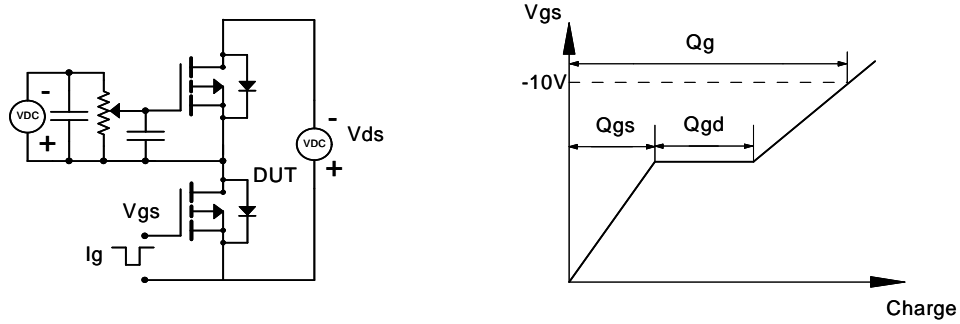 -
VDC
+
-
VDC
+
Vds
DUT
Vgs
Ig
Vgs
Qg
-10V
Qgs
Qgd
Charge